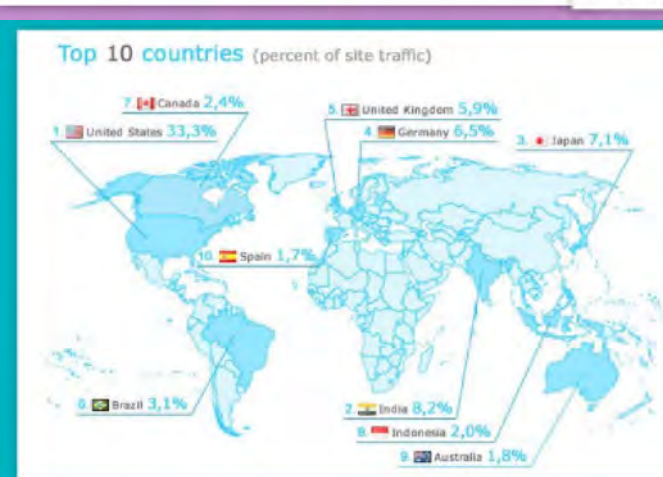 Top 10 countries (percent of site traffic)
7. Canada 2,4%
5. United Kingdom 5,9%
1. United States 33,3%
4. Germany 6,5%
3. Japan 7,1%
10. Spain 1,7%
6. Brazil 3,1%
2. India 8,2%
8. Indonesia 2,0%
9. Australia 1,8%